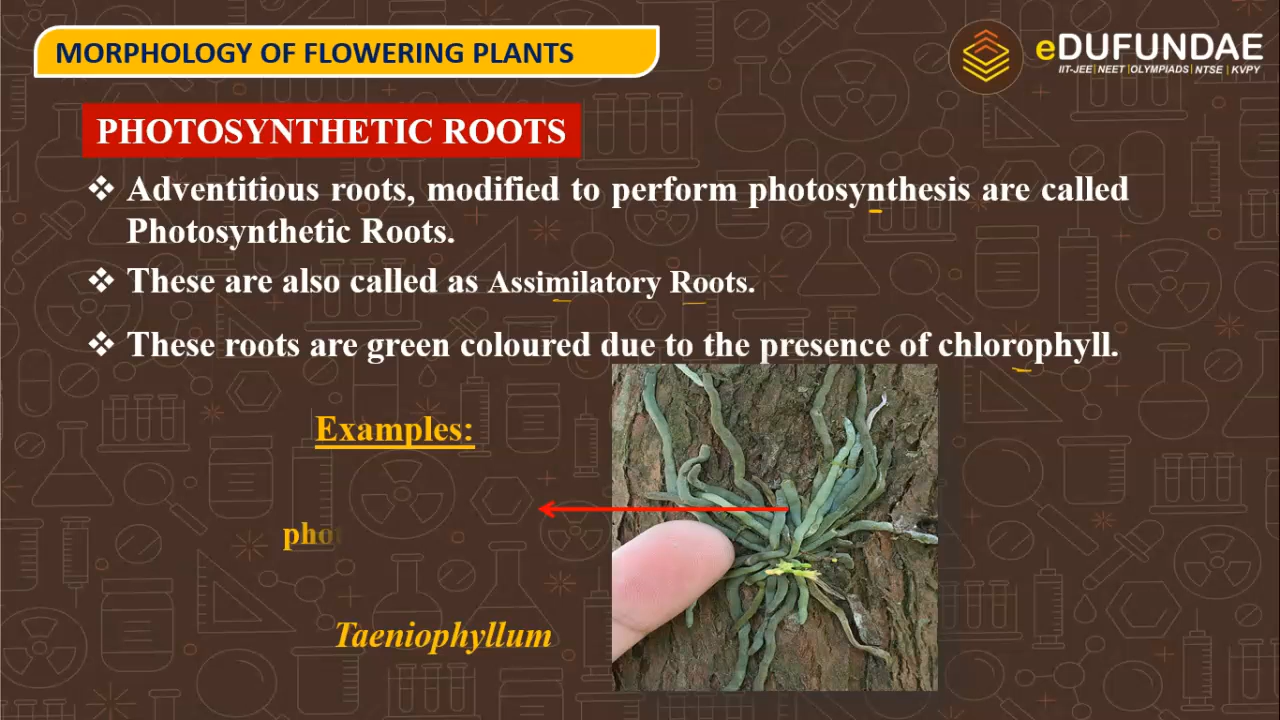 MORPHOLOGY OF FLOWERING PLANTS
eDUFUNDAE
IIT-JEE|NEET|OLYMPIADS|NTSE|KVPY
PHOTOSYNTHETIC ROOTS
❖ Adventitious roots, modified to perform photosynthesis are called
Photosynthetic Roots.
❖ These are also called as Assimilatory Roots.
❖ These roots are green coloured due to the presence of chlorophyll.
Examples:
phot
Taeniophyllum